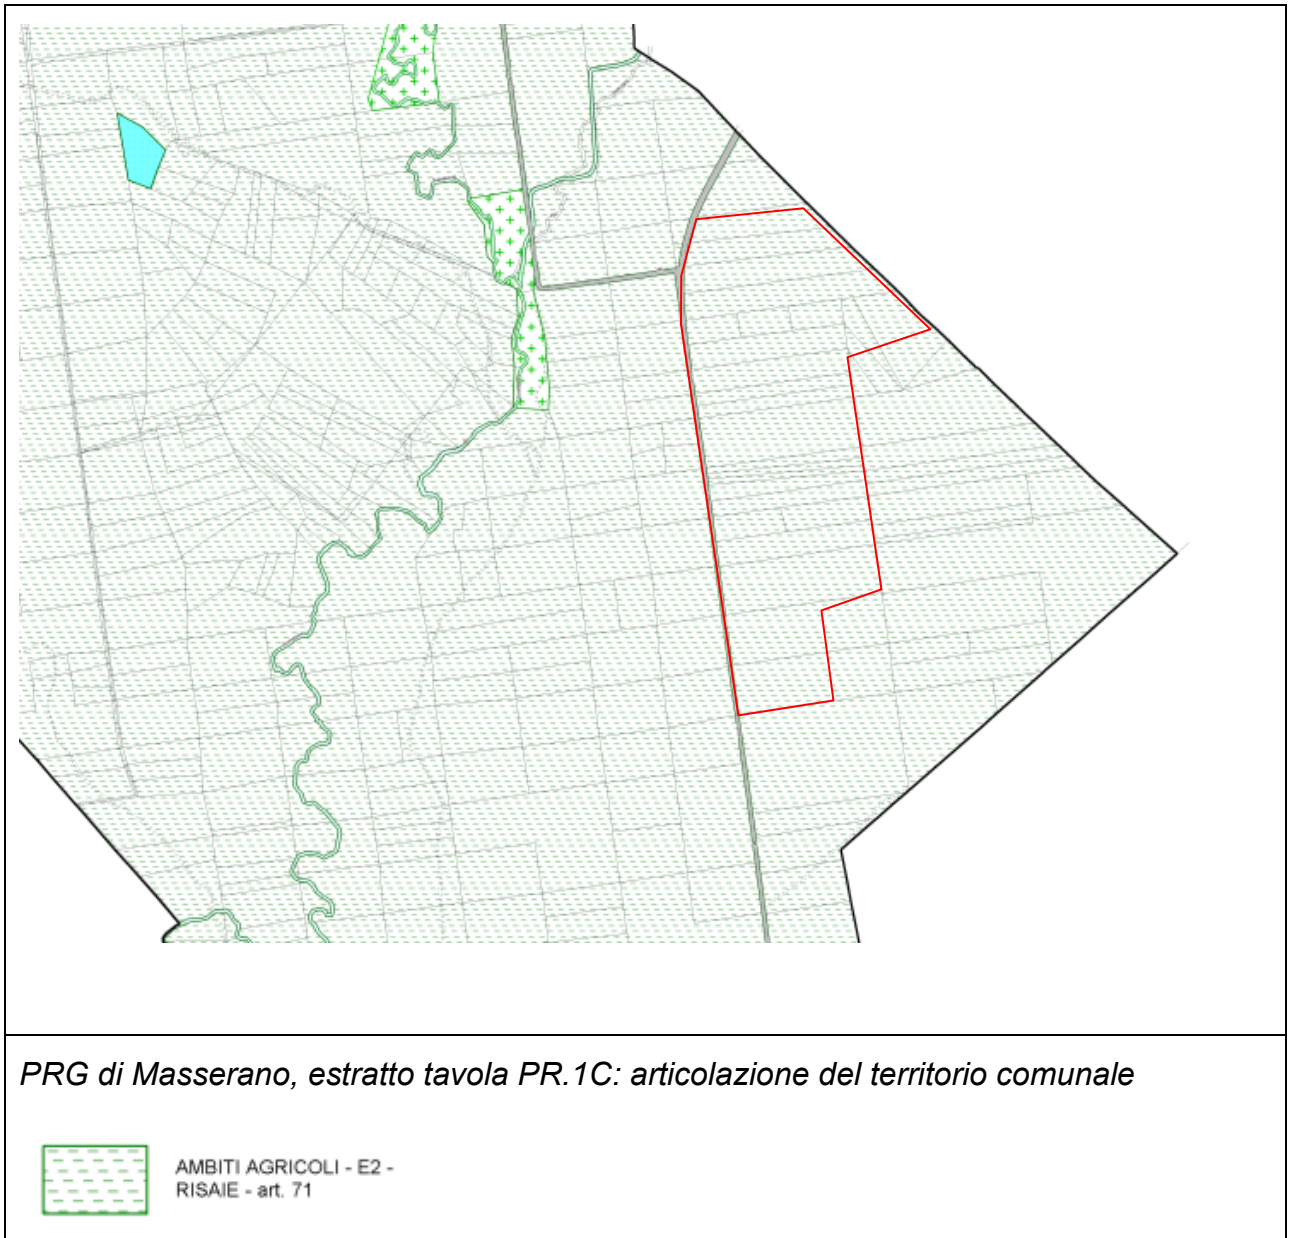 PRG di Masserano, estratto tavola PR.1C: articolazione del territorio comunale
AMBITI AGRICOLI - E2 -
RISAIE - art. 71